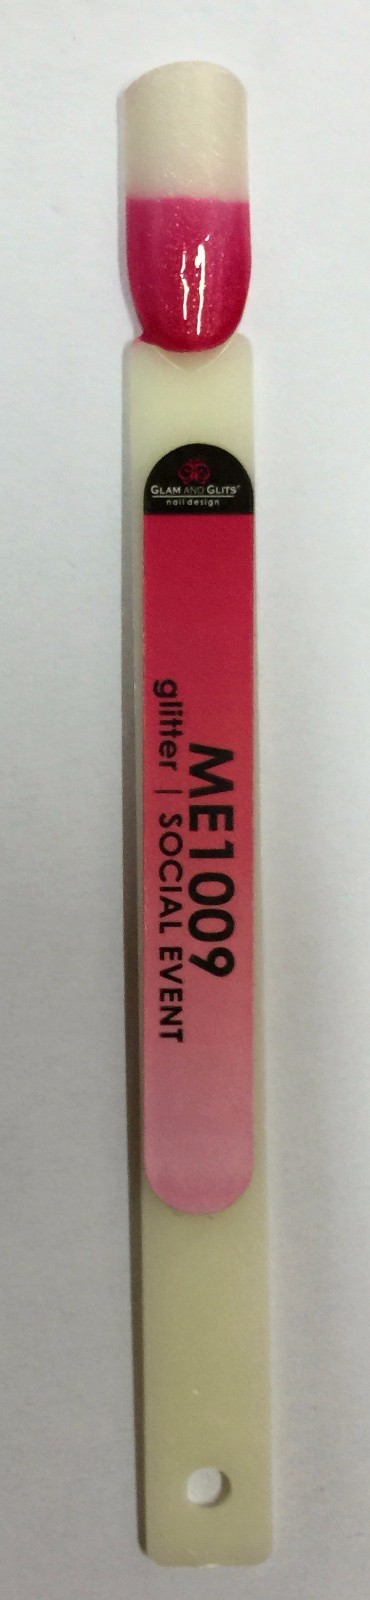 GLAM AND GLITS®
nail design
ME1009
glitter | SOCIAL EVENT